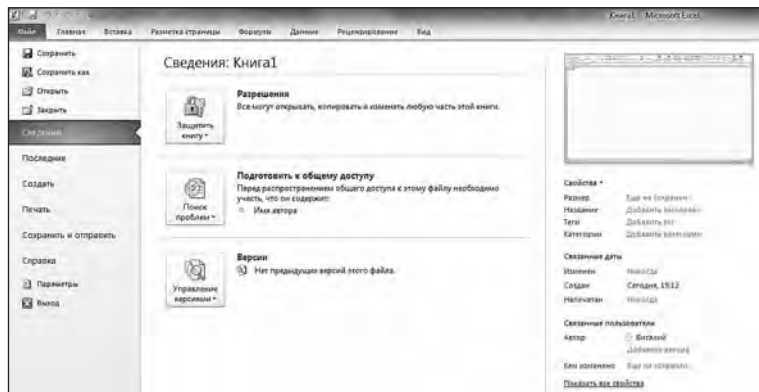 Книга1 - Microsoft Excel
Файл Главная Вставка Разметка страницы Формулы Данные Рецензирование Вид
Сохранить
Сохранить как
Открыть
Закрыть
Сведения
Последние
Создать
Печать
Сохранить и отправить
Справка
Параметры
Выход
Сведения: Книга1
Защитить книгу
Разрешения
Все могут открывать, копировать и изменять любую часть этой книги.
Поиск проблем
Подготовить к общему доступу
Перед распространением общего доступа к этому файлу необходимо
учесть, что он содержит:
Имя автора
Управление версиями
Версии
Нет предыдущих версий этого файла.
Свойства
Размер Еще не сохранен
Название Добавить название
Теги Добавить тег
Категории Добавить категорию
Связанные даты
Изменен Никогда
Создан Сегодня, 19:12
Напечатан Никогда
Связанные пользователи
Автор Виталий
Добавить автора
Кем изменено Еще не сохранен
Показать все свойства